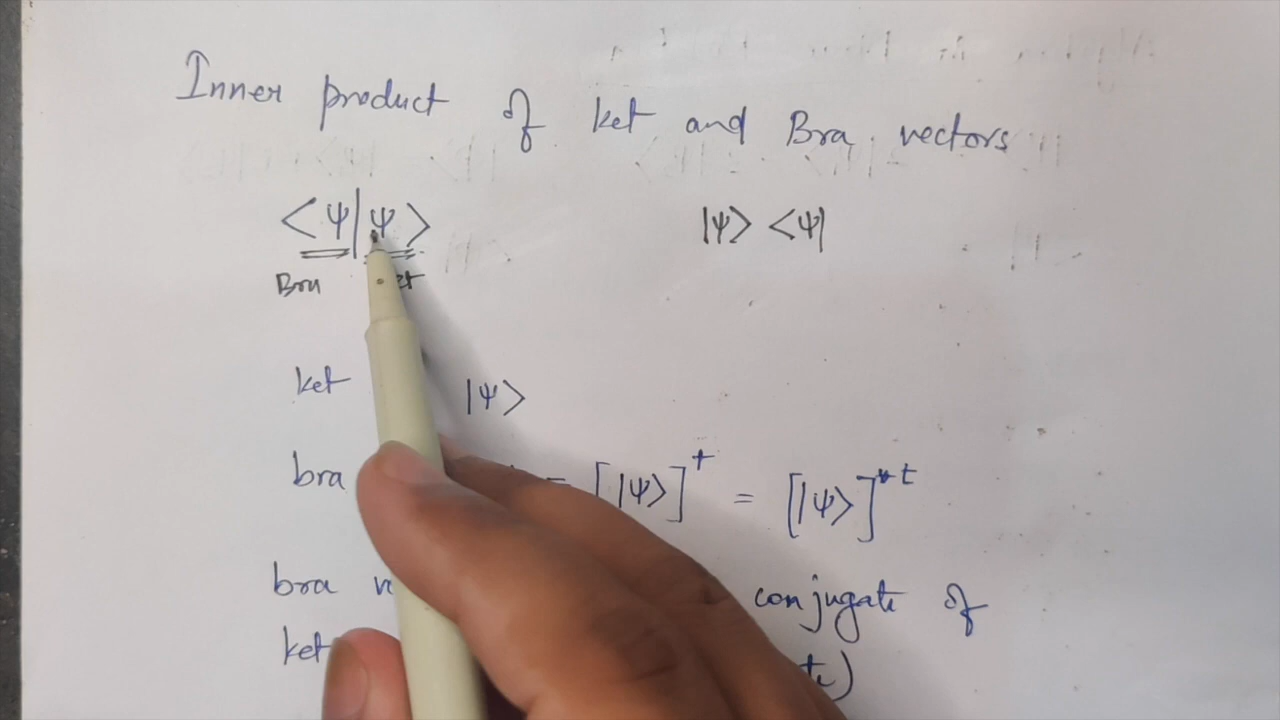 Inner product of ket and Bra vectors
<ψ|ψ> |ψ> <ψ|
Bra
ket |ψ>
bra = [|ψ>]† = [|ψ>]*t
bra conjugate of
ket